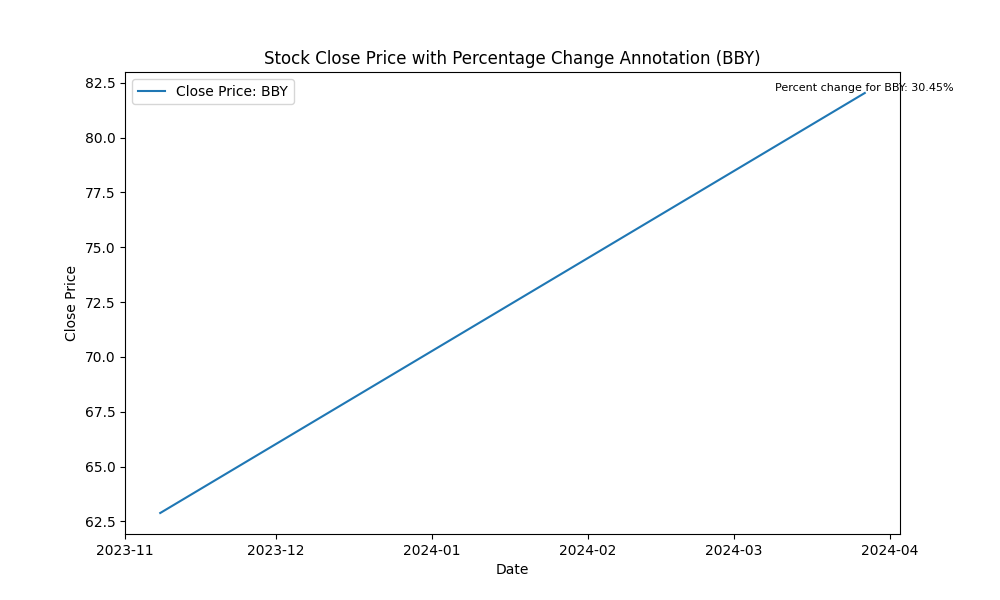 Stock Close Price with Percentage Change Annotation (BBY)
Close Price: BBY
Percent change for BBY: 30.45%
Close Price
82.5
80.0
77.5
75.0
72.5
70.0
67.5
65.0
62.5
2023-11 2023-12 2024-01 2024-02 2024-03 2024-04
Date